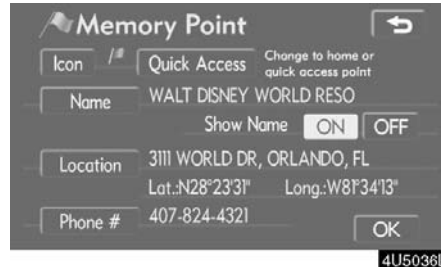 Memory Point
Icon Quick Access Change to home or
quick access point
Name WALT DISNEY WORLD RESO
Show Name ON OFF
Location 3111 WORLD DR, ORLANDO, FL
Lat.:N28°23'31" Long.:W81°34'13"
Phone # 407-824-4321
OK
4U5036I